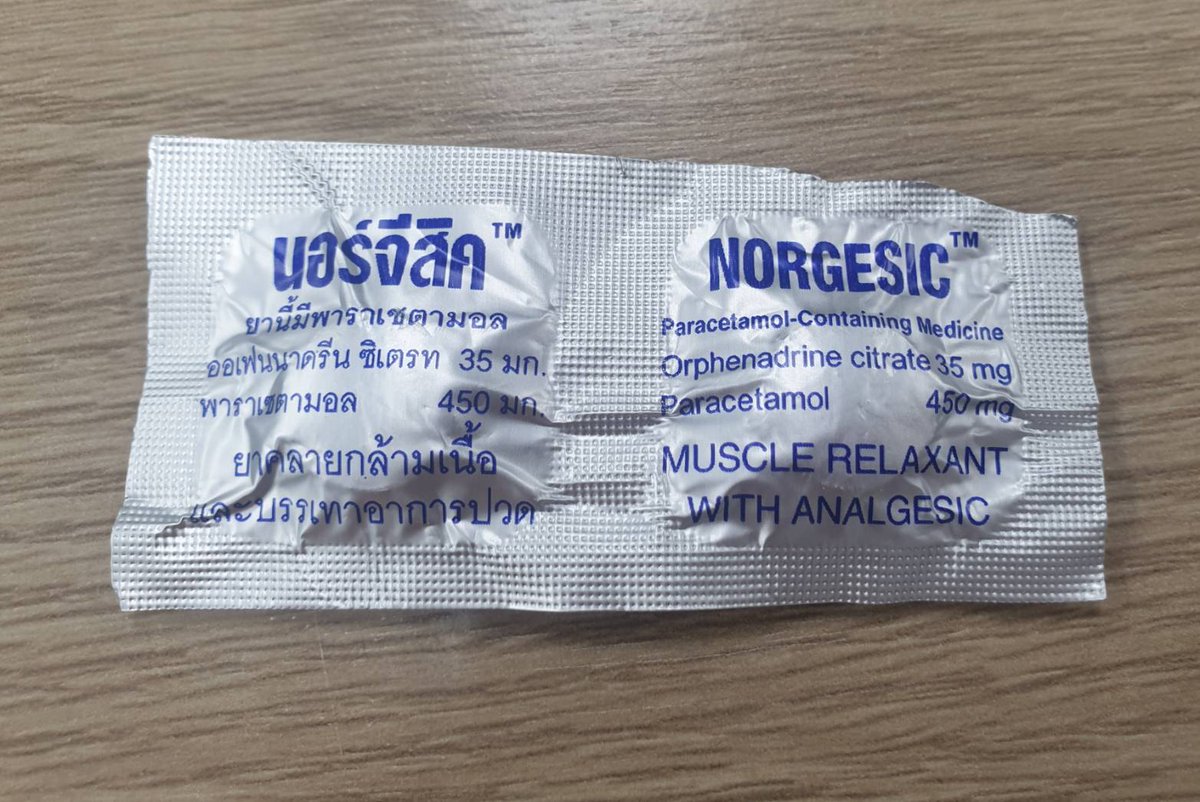 นอร์จีสิค™
ยานี้มีพาราเซตามอล
ออเฟนนาดรีน ซิเตรท 35 มก.
พาราเซตามอล 450 มก.
ยาคลายกล้ามเนื้อ
และบรรเทาอาการปวด
NORGESIC™
Paracetamol-Containing Medicine
Orphenadrine citrate 35 mg
Paracetamol 450 mg
MUSCLE RELAXANT
WITH ANALGESIC